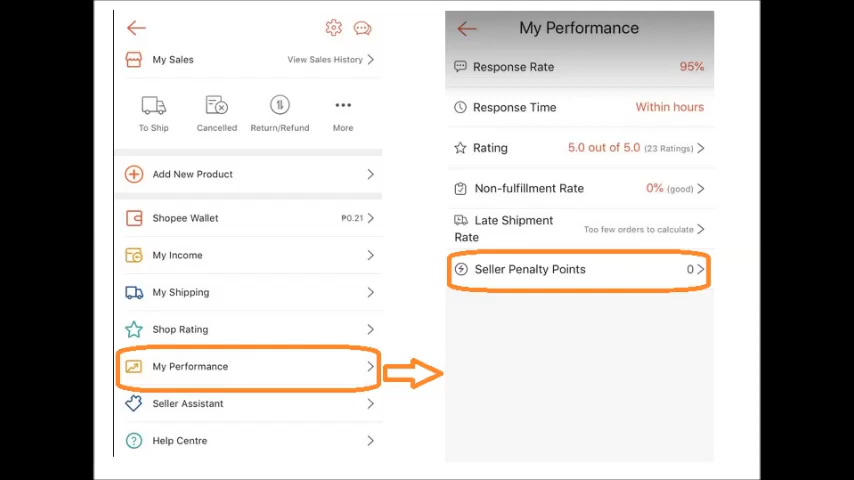 My Sales
View Sales History
To Ship
Cancelled
Return/Refund
More
Add New Product
Shopee Wallet
₱0.21
My Income
My Shipping
Shop Rating
My Performance
Seller Assistant
Help Centre
My Performance
Response Rate
95%
Response Time
Within hours
Rating
5.0 out of 5.0 (23 Ratings)
Non-fulfillment Rate
0% (good)
Late Shipment
Rate
Too few orders to calculate
Seller Penalty Points
0